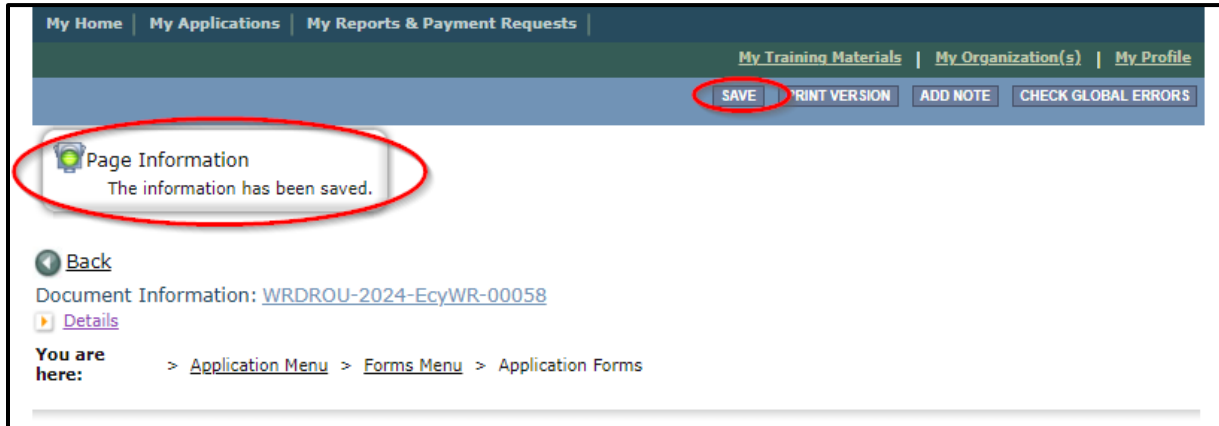 My Home | My Applications | My Reports & Payment Requests |
My Training Materials | My Organization(s) | My Profile
SAVE PRINT VERSION ADD NOTE CHECK GLOBAL ERRORS
Page Information
The information has been saved.
Back
Document Information: WRDROU-2024-EcyWR-00058
Details
You are here: > Application Menu > Forms Menu > Application Forms